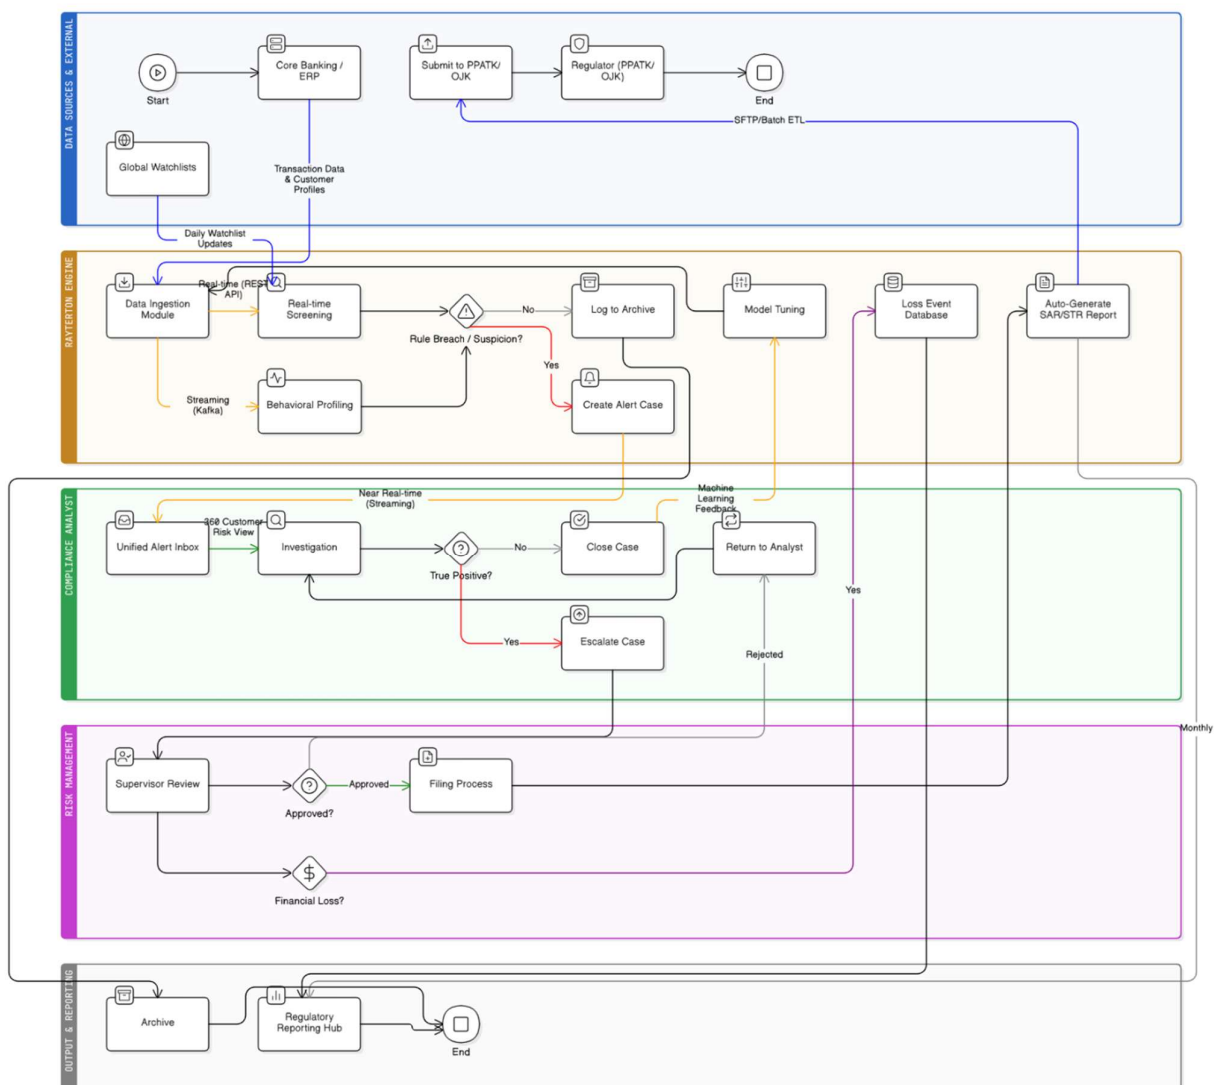 DATA SOURCES & EXTERNAL
Start
Core Banking /
ERP
Submit to PPATK/
OJK
Regulator (PPATK/
OJK)
End
SFTP/Batch ETL
Global Watchlists
Transaction Data
& Customer
Profiles
Daily Watchlist
Updates
RAYTERTON ENGINE
Data Ingestion
Module
Real-time (REST
API)
Real-time
Screening
Rule Breach / Suspicion?
No
Log to Archive
Model Tuning
Loss Event
Database
Auto-Generate
SAR/STR Report
Yes
Streaming
(Kafka)
Behavioral Profiling
Create Alert Case
COMPLIANCE ANALYST
Near Real-time
(Streaming)
Machine
Learning
Feedback
Unified Alert Inbox
360 Customer
Risk View
Investigation
True Positive?
No
Close Case
Return to Analyst
Yes
Yes
Escalate Case
Rejected
RISK MANAGEMENT
Monthly
Supervisor Review
Approved?
Approved
Filing Process
$
Financial Loss?
OUTPUT & REPORTING
Archive
Regulatory
Reporting Hub
End